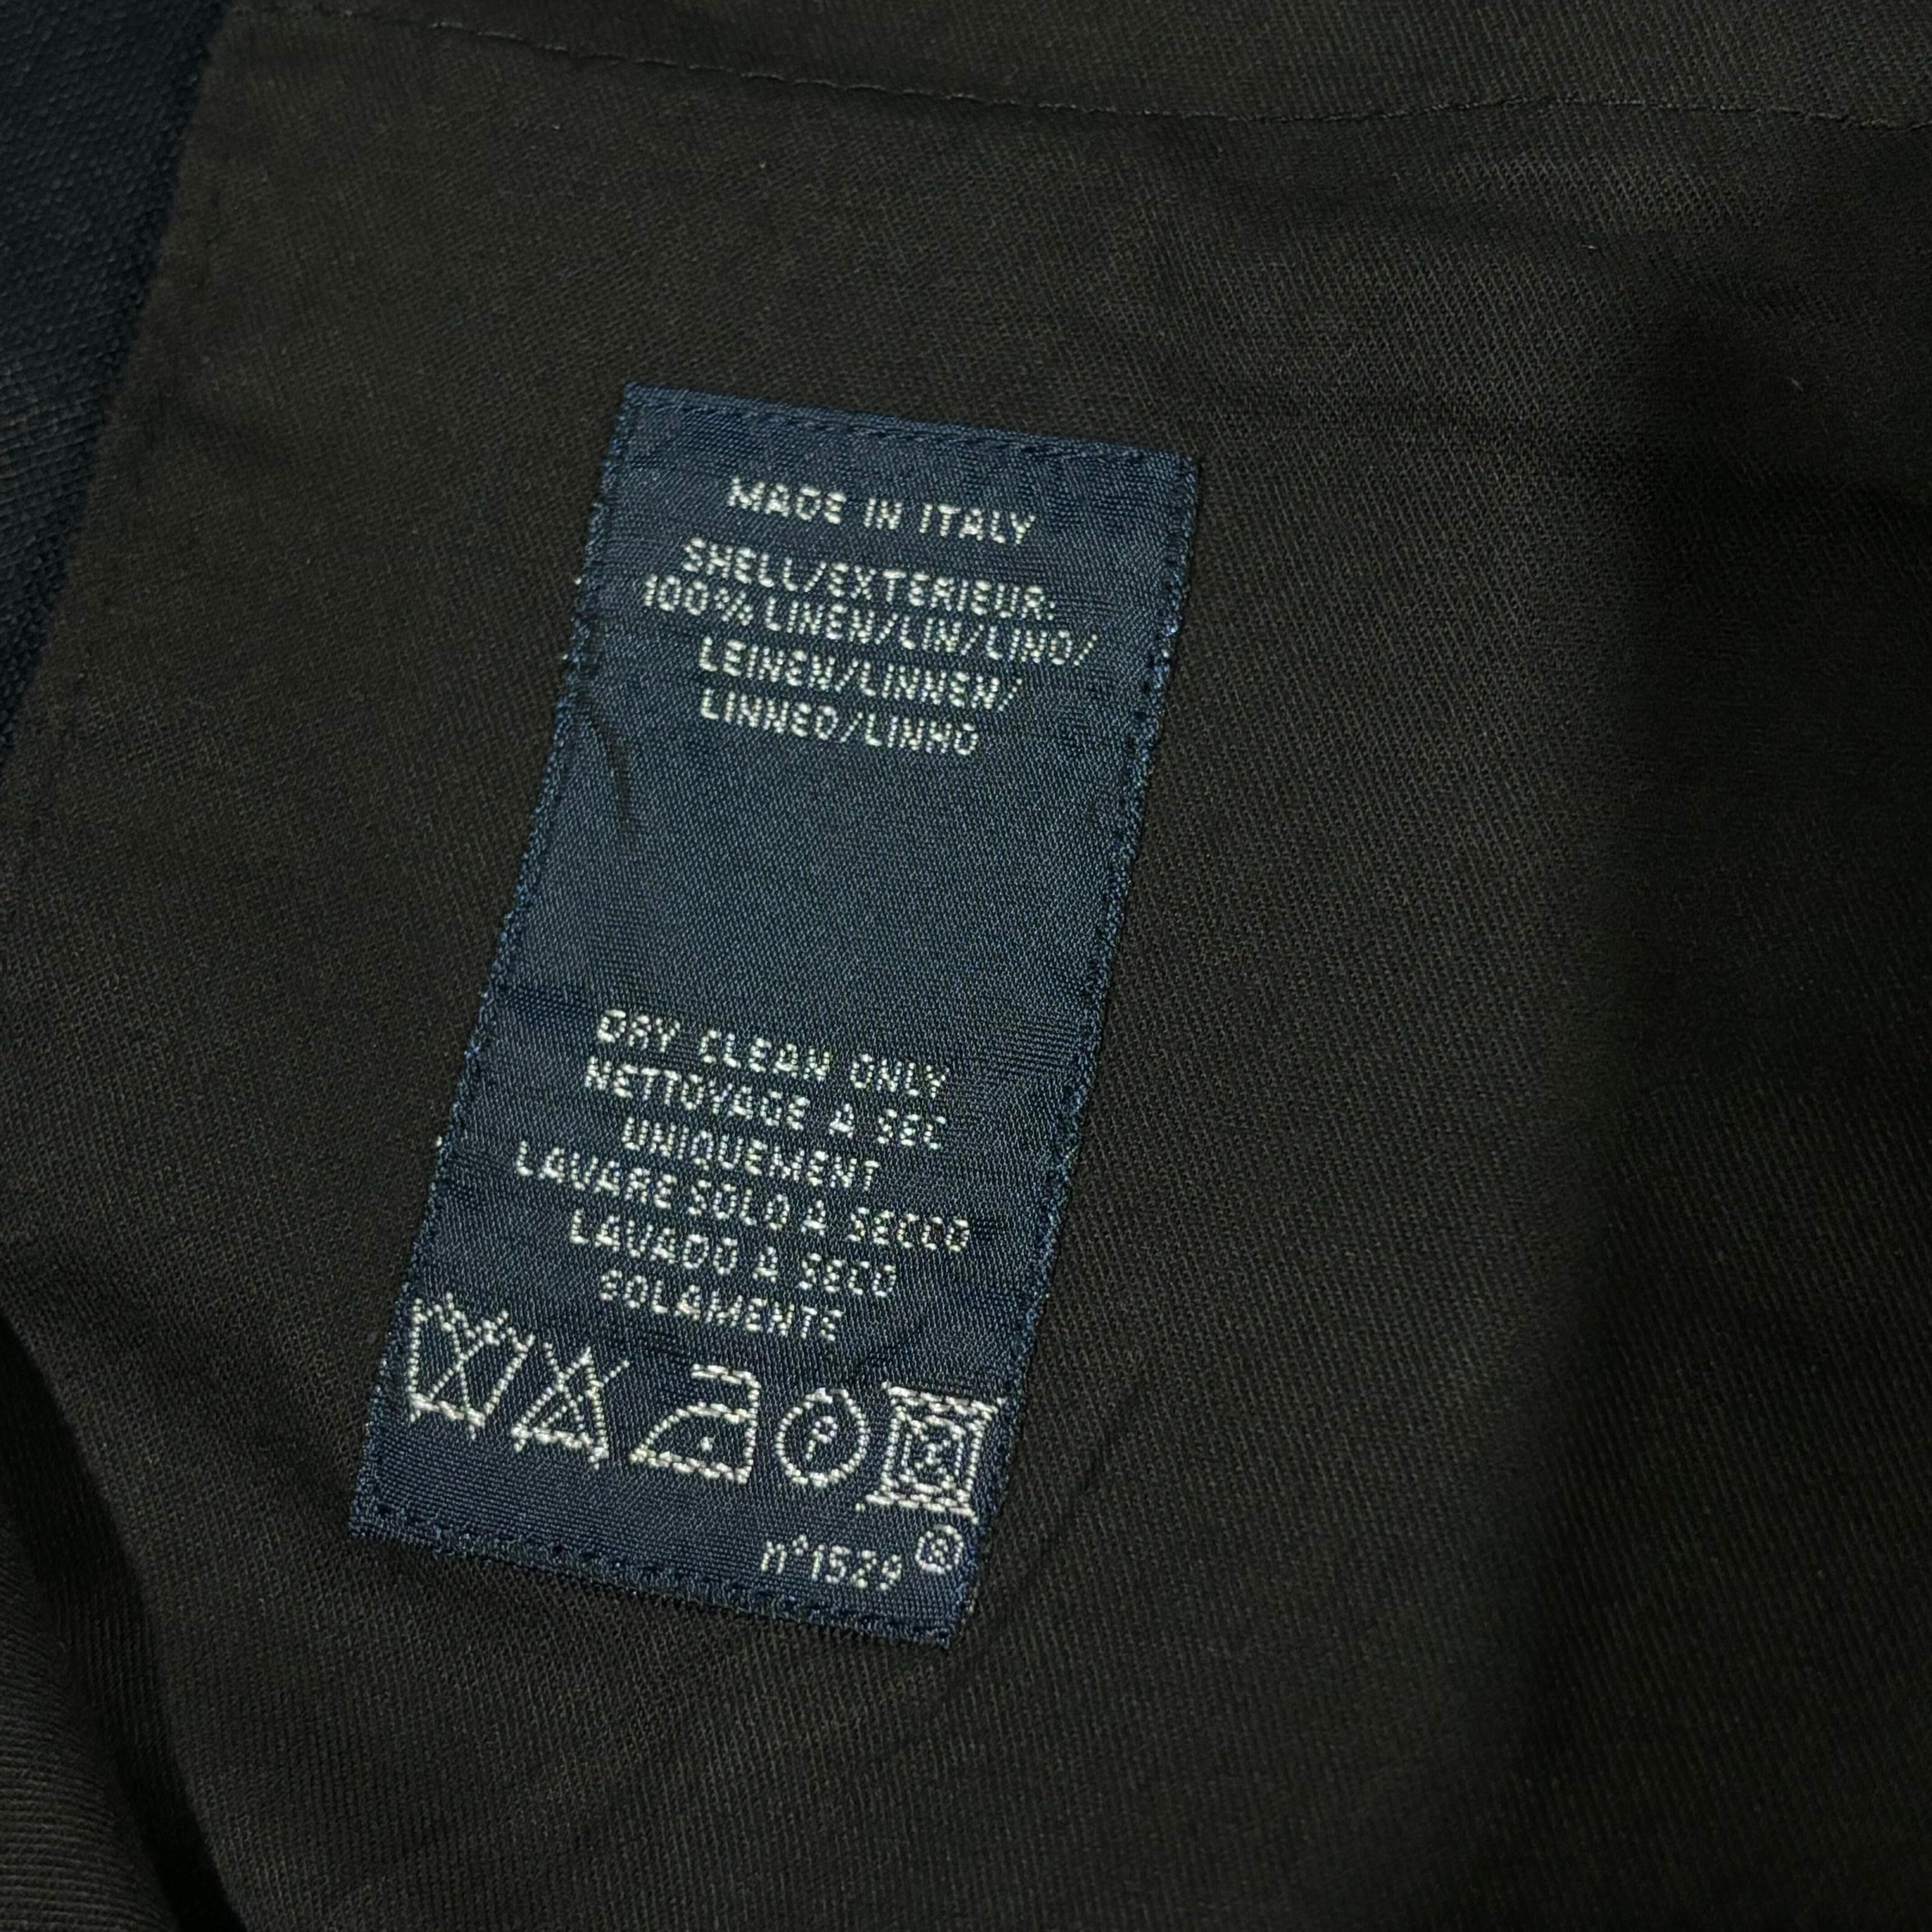 MADE IN ITALY
SHELL/EXTERIEUR:
100% LINEN/LIN/LINO/
LEINEN/LINNEN/
LINNED/LINHO
DRY CLEAN ONLY
NETTOYAGE A SEC
UNIQUEMENT
LAVARE SOLO A SECCO
LAVADO A SECO
SOLAMENTE
P
n°1529